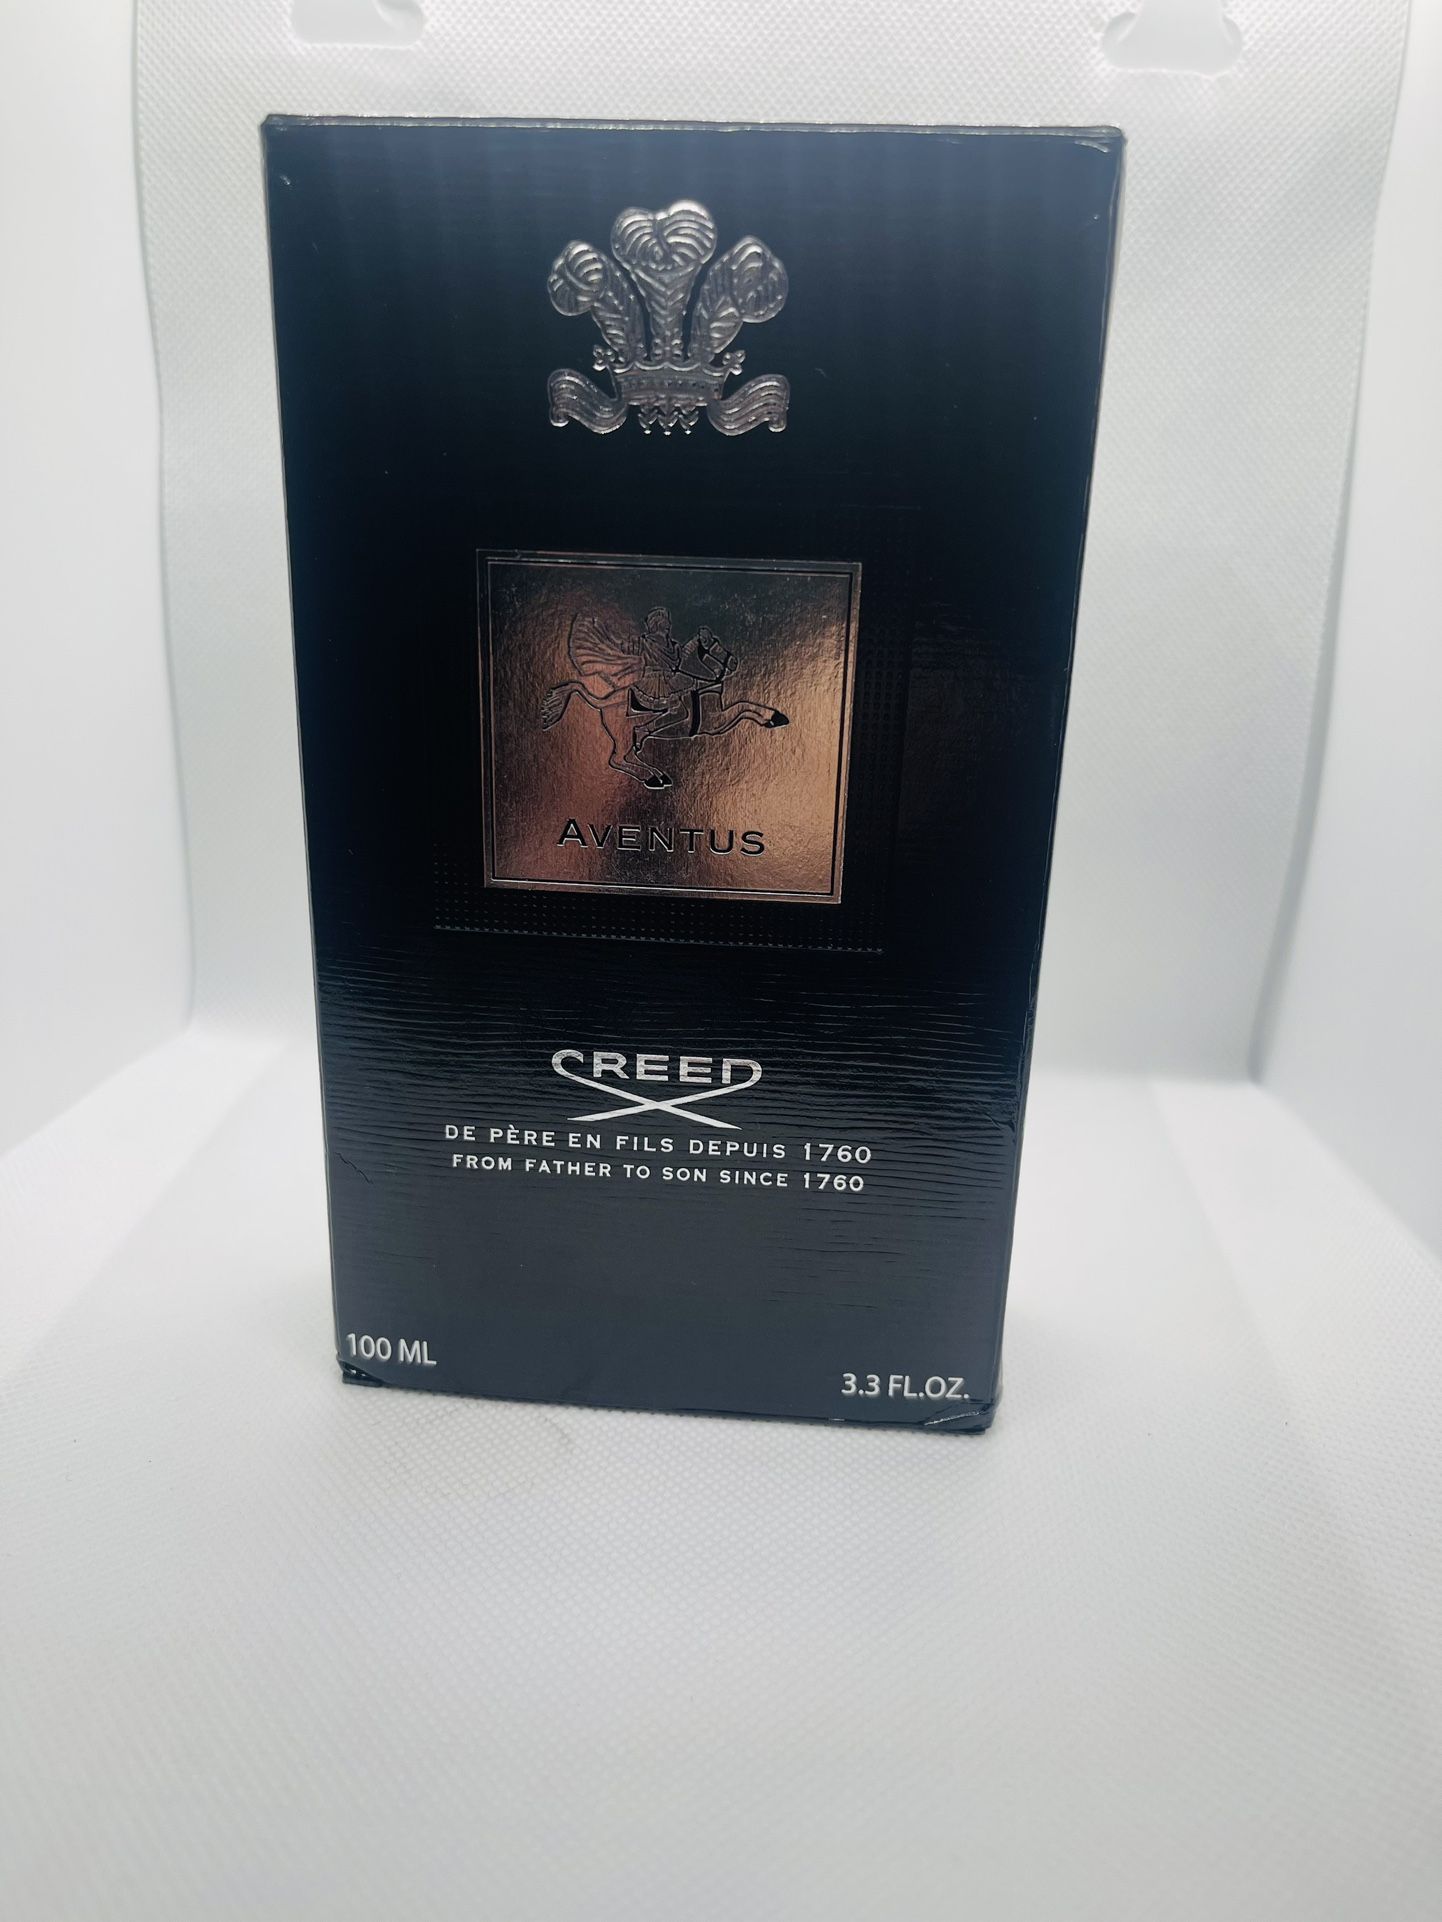 AVENTUS
CREED
DE PÈRE EN FILS DEPUIS 1760
FROM FATHER TO SON SINCE 1760
100 ML
3.3 FL.OZ.